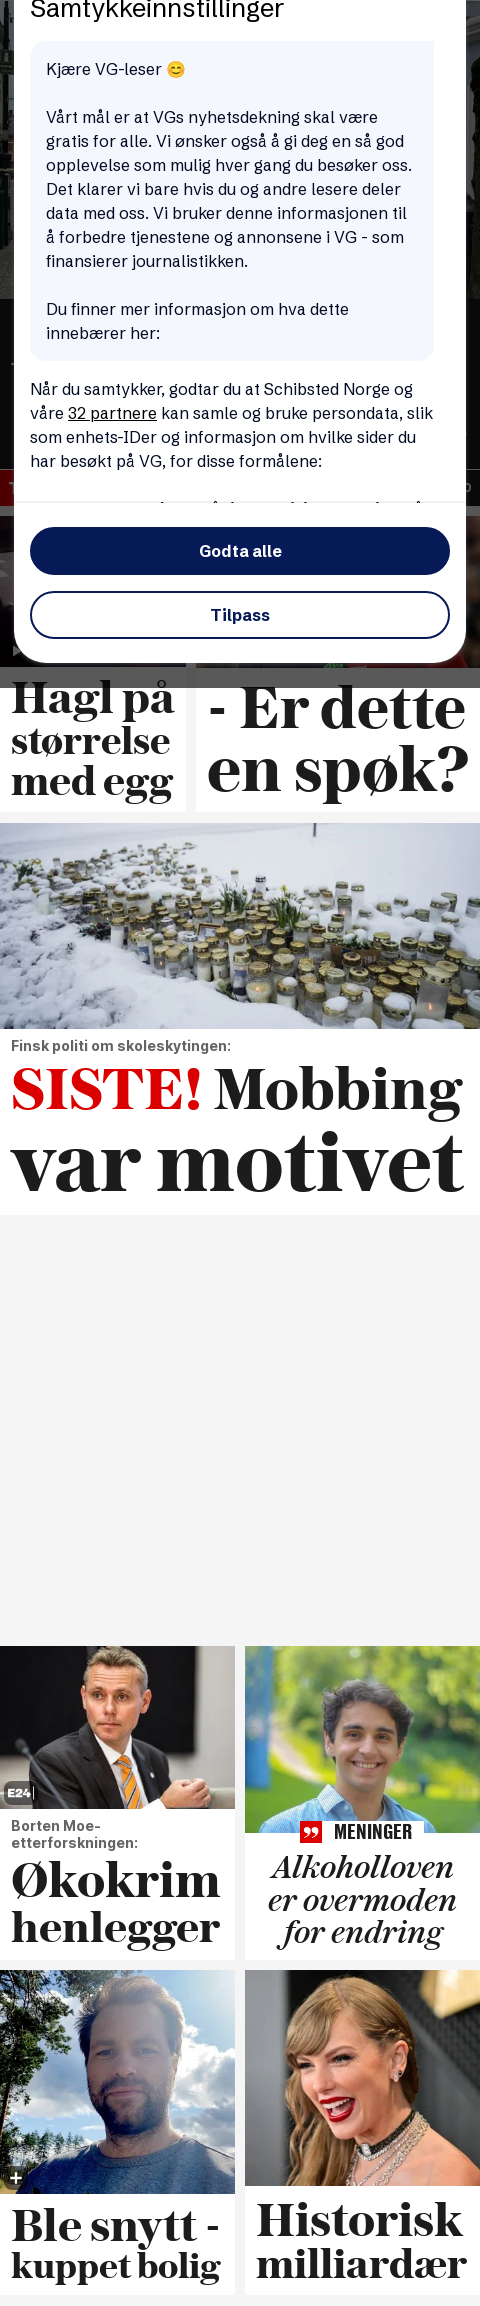 Samtykkeinnstillinger
Kjære VG-leser 😊
Vårt mål er at VGs nyhetsdekning skal være
gratis for alle. Vi ønsker også å gi deg en så god
opplevelse som mulig hver gang du besøker oss.
Det klarer vi bare hvis du og andre lesere deler
data med oss. Vi bruker denne informasjonen til
å forbedre tjenestene og annonsene i VG - som
finansierer journalistikken.
Du finner mer informasjon om hva dette
innebærer her:
Når du samtykker, godtar du at Schibsted Norge og
våre 32 partnere kan samle og bruke persondata, slik
som enhets-IDer og informasjon om hvilke sider du
har besøkt på VG, for disse formålene:
Godta alle
Tilpass
Hagl på
størrelse
med egg
- Er dette
en spøk?
Finsk politi om skoleskytingen:
SISTE! Mobbing
var motivet
E24
Borten Moe-
etterforskningen:
Økokrim
henlegger
MENINGER
Alkoholloven
er overmoden
for endring
Ble snytt -
kuppet bolig
Historisk
milliardær